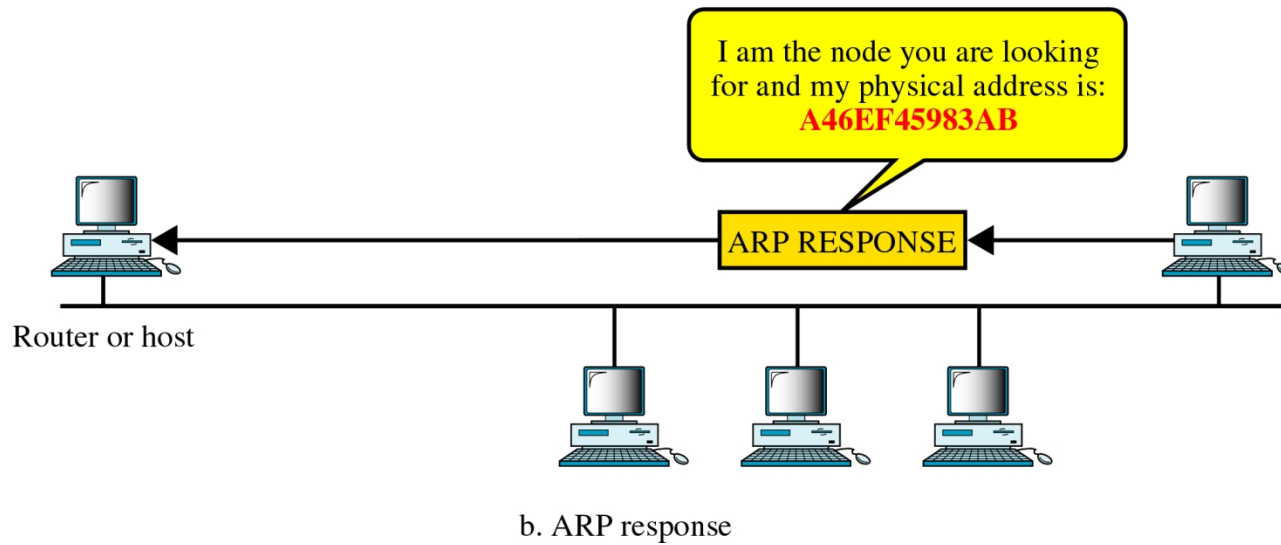 I am the node you are looking
for and my physical address is:
A46EF45983AB
ARP RESPONSE
Router or host
b. ARP response